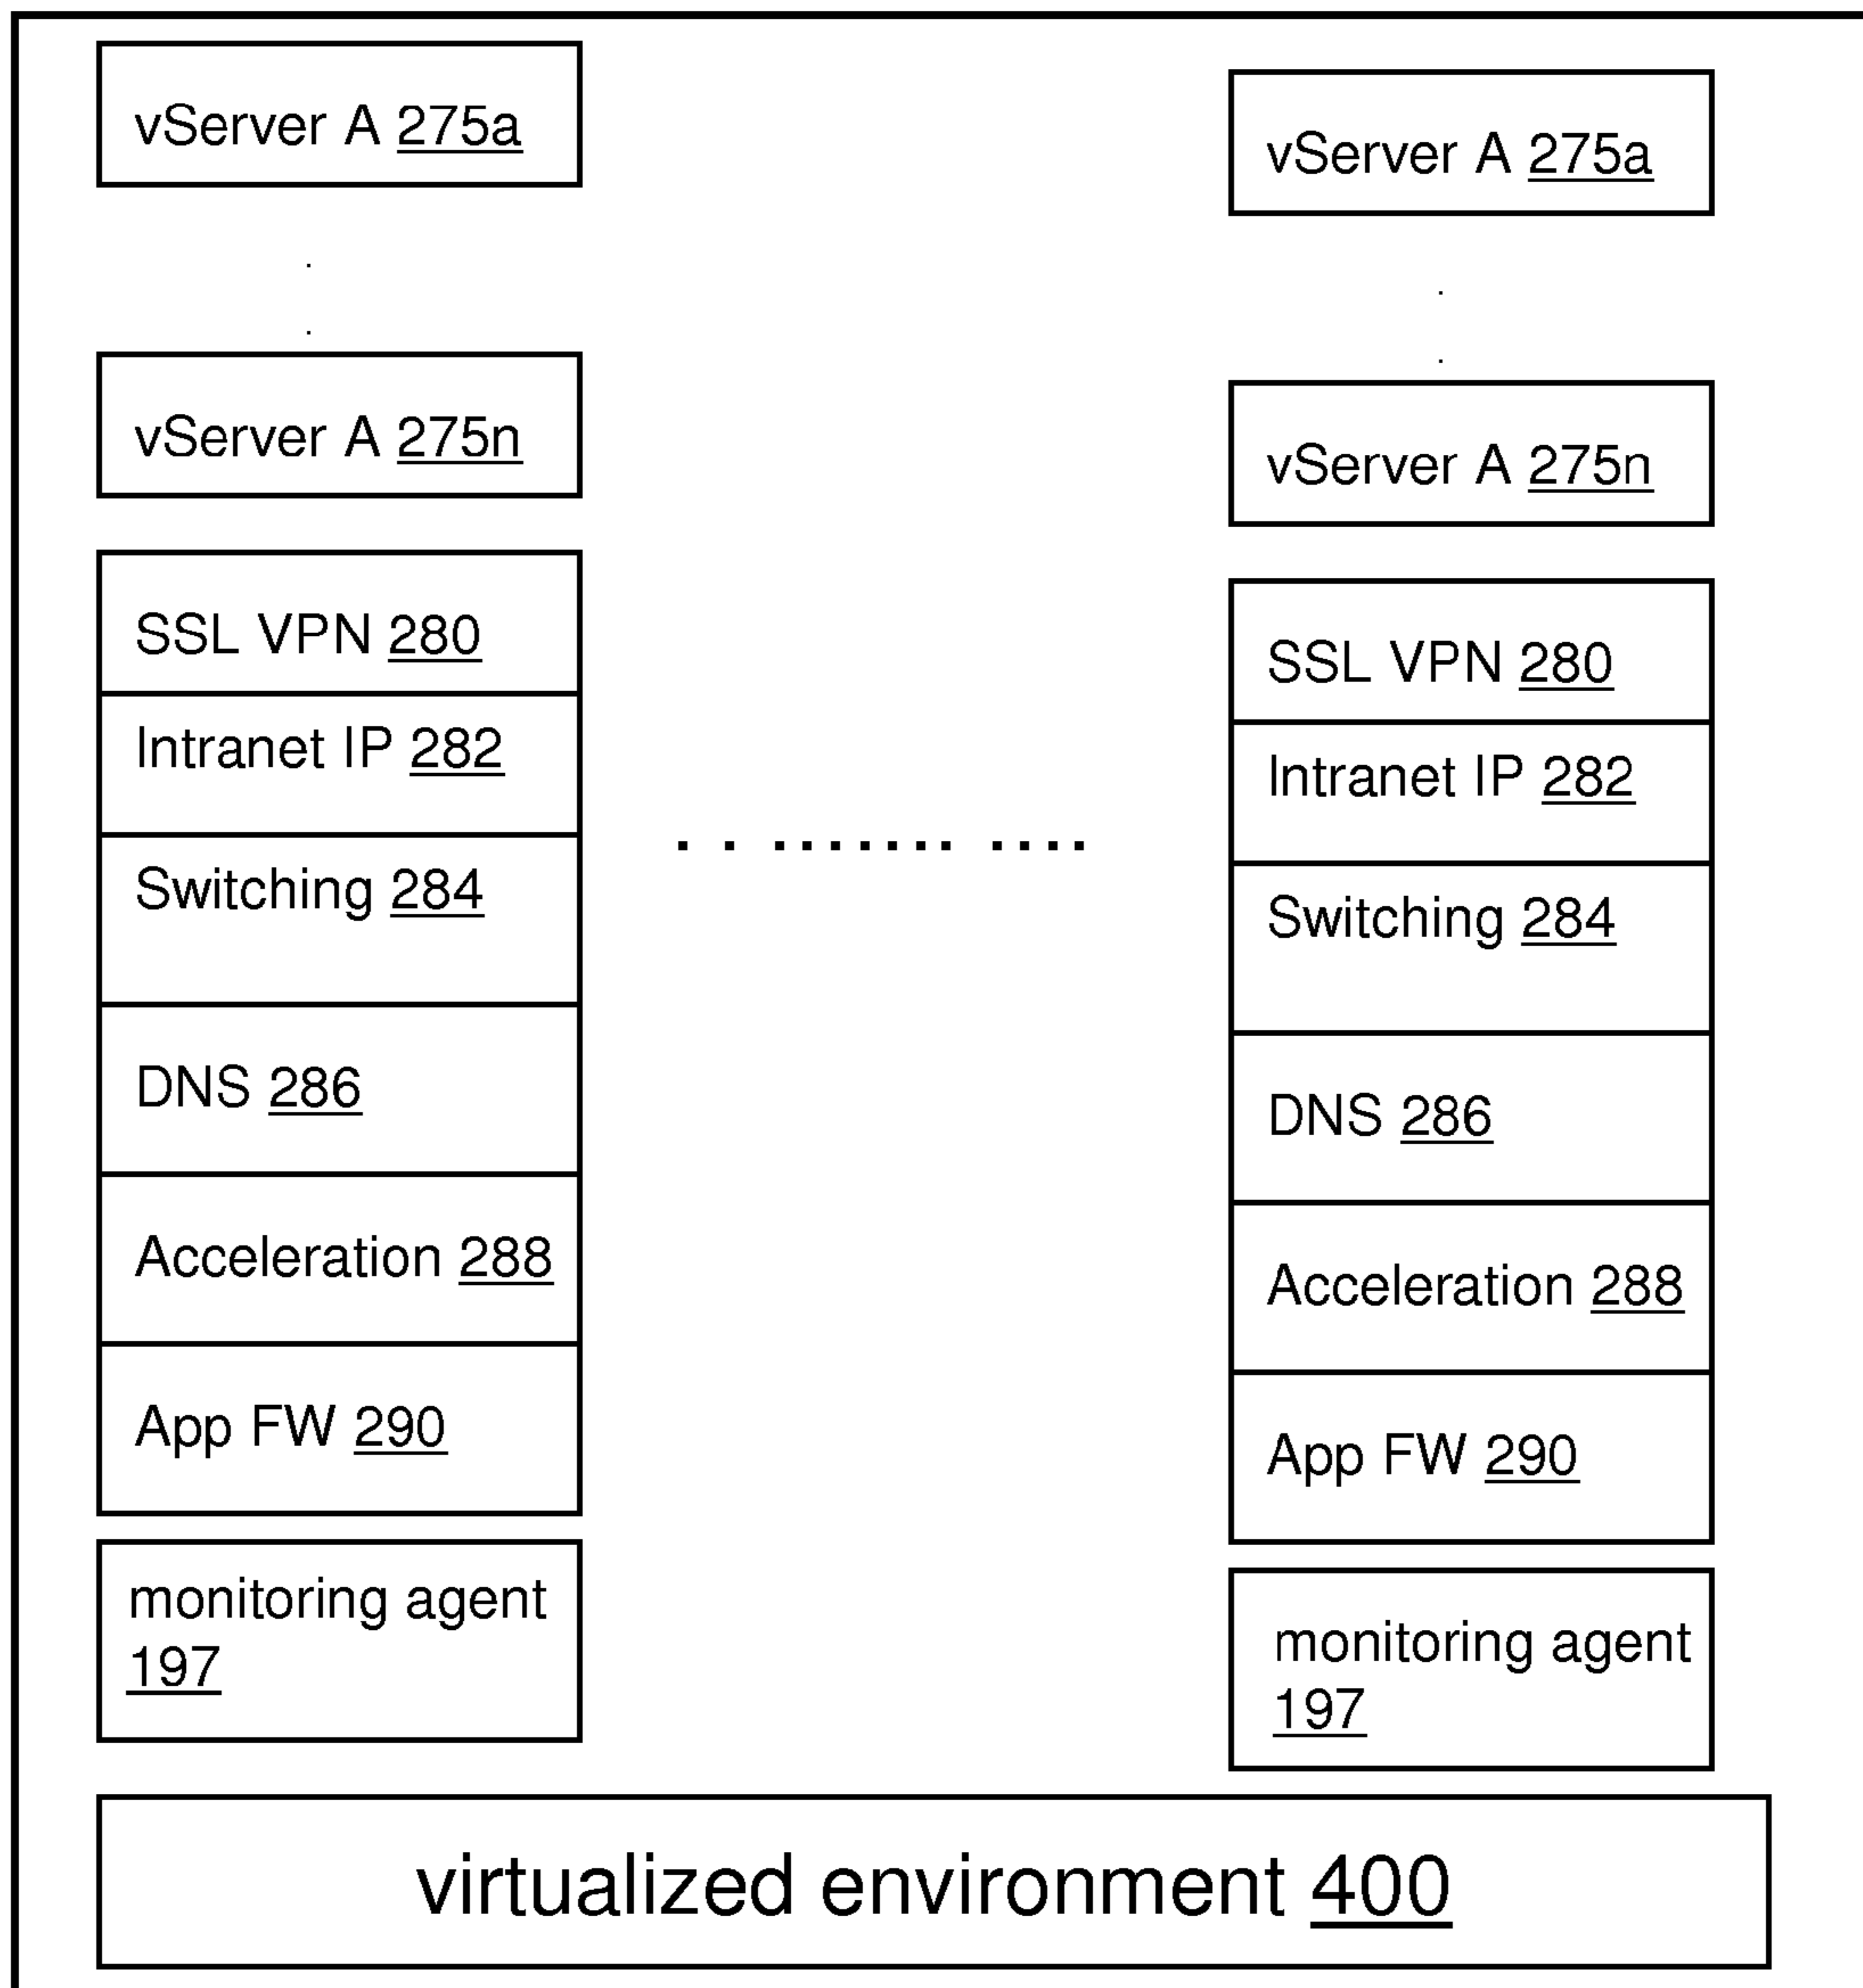 vServer A 275a
.
.
vServer A 275n
SSL VPN 280
Intranet IP 282
Switching 284
DNS 286
Acceleration 288
App FW 290
monitoring agent
197
. . ....... ....
vServer A 275a
.
.
vServer A 275n
SSL VPN 280
Intranet IP 282
Switching 284
DNS 286
Acceleration 288
App FW 290
monitoring agent
197
virtualized environment 400